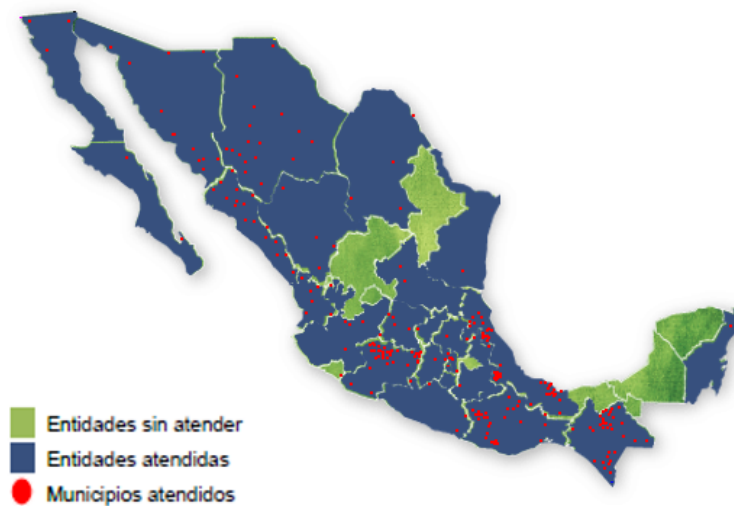 Entidades sin atender
Entidades atendidas
Municipios atendidos